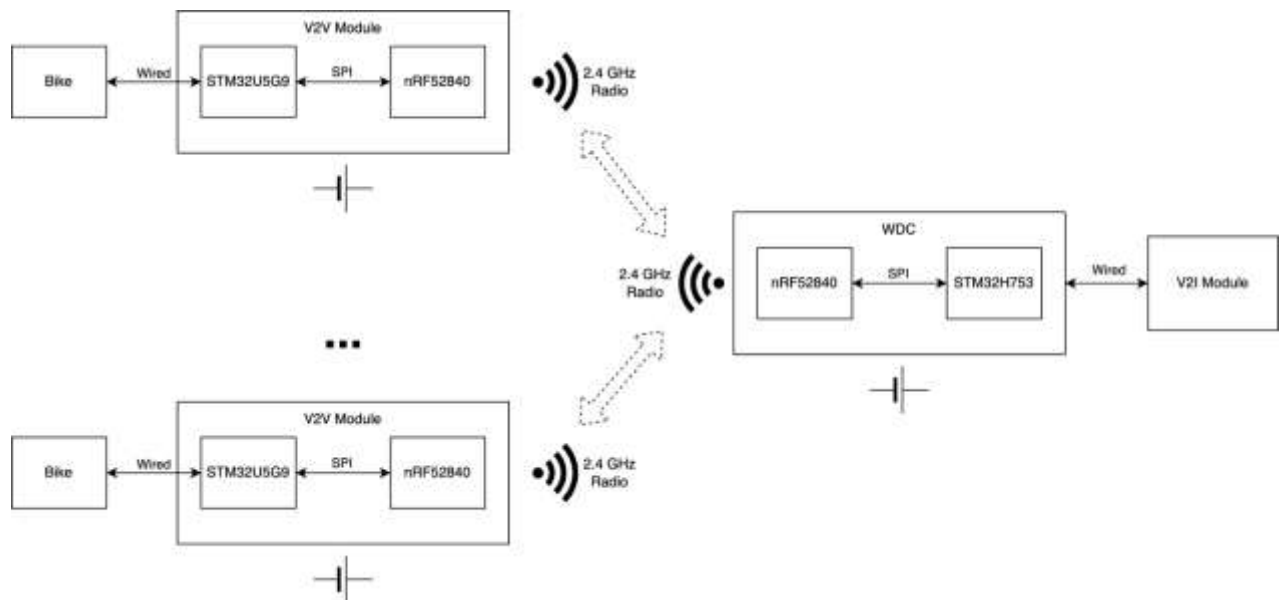 V2V Module
Bike
Wired
STM32U5G9
SPI
nRF52840
2.4 GHz
Radio
WDC
2.4 GHz
Radio
nRF52840
SPI
STM32H753
Wired
V2I Module
...
V2V Module
Bike
Wired
STM32U5G9
SPI
nRF52840
2.4 GHz
Radio